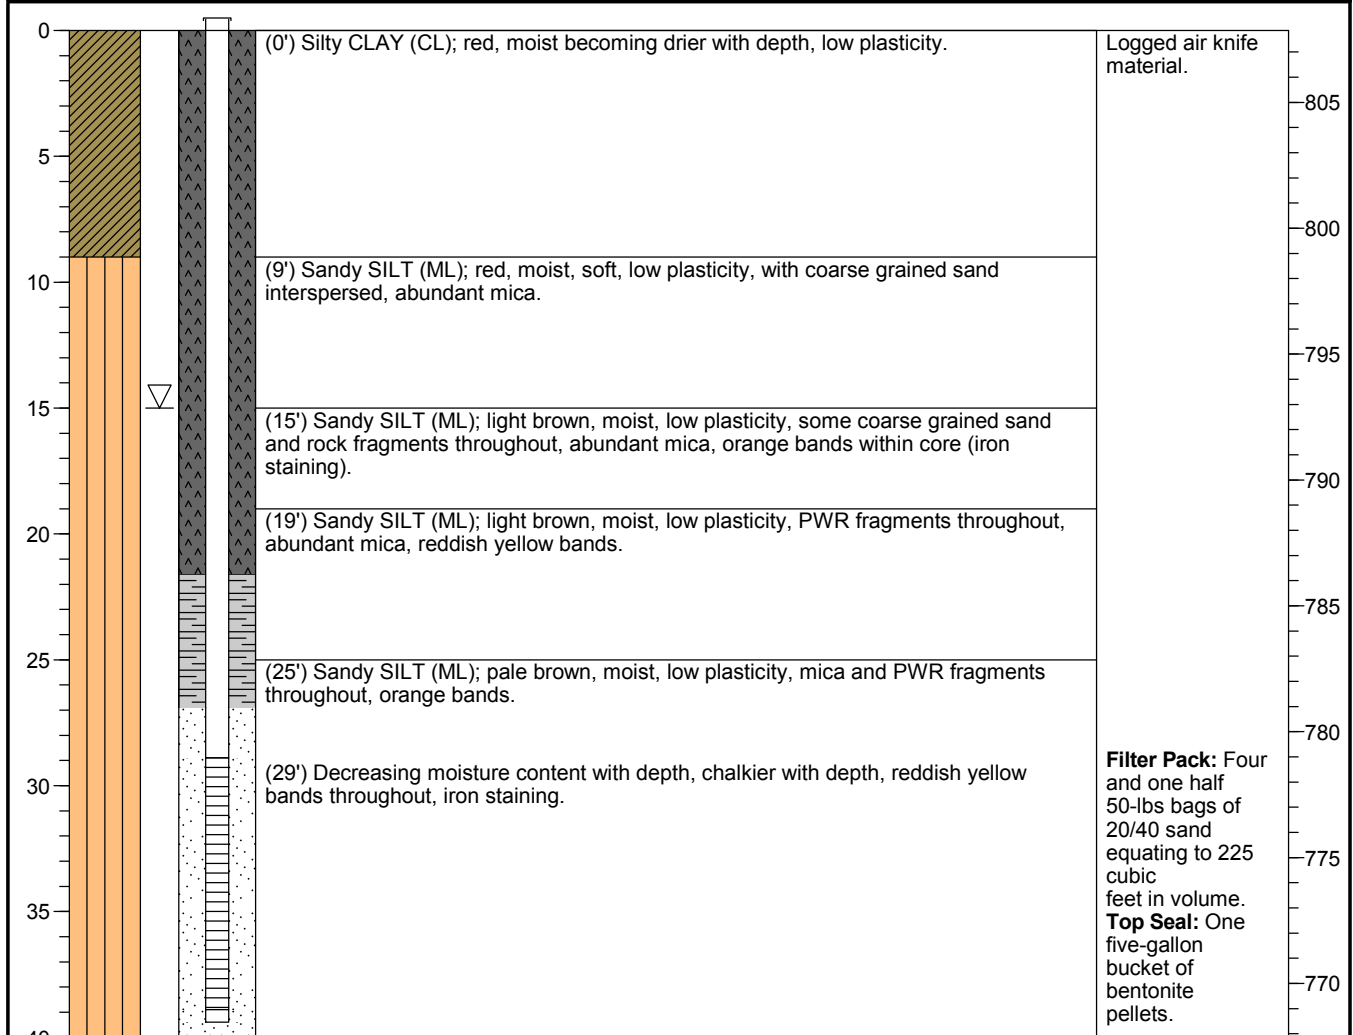 0
(0') Silty CLAY (CL); red, moist becoming drier with depth, low plasticity.
Logged air knife
material.
805
5
800
(9') Sandy SILT (ML); red, moist, soft, low plasticity, with coarse grained sand
interspersed, abundant mica.
10
795
15
(15') Sandy SILT (ML); light brown, moist, low plasticity, some coarse grained sand
and rock fragments throughout, abundant mica, orange bands within core (iron
staining).
790
(19') Sandy SILT (ML); light brown, moist, low plasticity, PWR fragments throughout,
abundant mica, reddish yellow bands.
20
785
25
(25') Sandy SILT (ML); pale brown, moist, low plasticity, mica and PWR fragments
throughout, orange bands.
780
(29') Decreasing moisture content with depth, chalkier with depth, reddish yellow
bands throughout, iron staining.
30
Filter Pack: Four
and one half
50-lbs bags of
20/40 sand
equating to 225
cubic
feet in volume.
Top Seal: One
five-gallon
bucket of
bentonite
pellets.
775
35
770
40